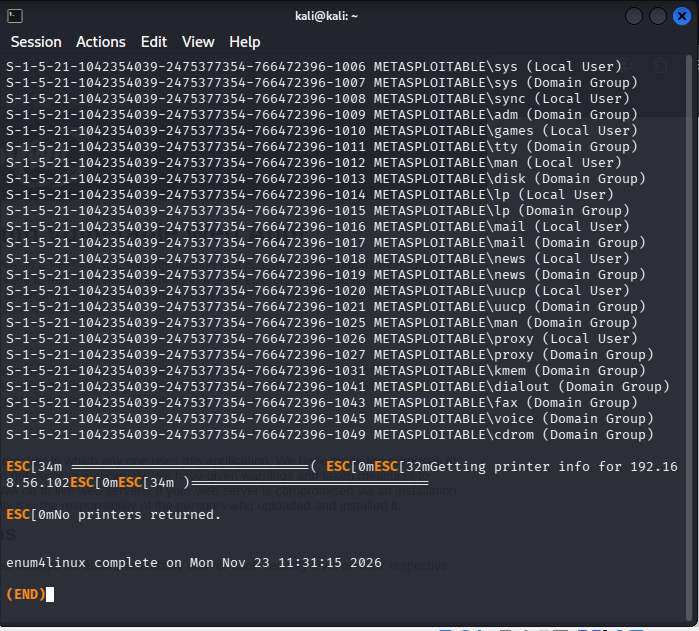 kali@kali: ~
Session Actions Edit View Help
S-1-5-21-1042354039-2475377354-766472396-1006 METASPLOITABLE\sys (Local User)
S-1-5-21-1042354039-2475377354-766472396-1007 METASPLOITABLE\sys (Domain Group)
S-1-5-21-1042354039-2475377354-766472396-1008 METASPLOITABLE\sync (Local User)
S-1-5-21-1042354039-2475377354-766472396-1009 METASPLOITABLE\adm (Domain Group)
S-1-5-21-1042354039-2475377354-766472396-1010 METASPLOITABLE\games (Local User)
S-1-5-21-1042354039-2475377354-766472396-1011 METASPLOITABLE\tty (Domain Group)
S-1-5-21-1042354039-2475377354-766472396-1012 METASPLOITABLE\man (Local User)
S-1-5-21-1042354039-2475377354-766472396-1013 METASPLOITABLE\disk (Domain Group)
S-1-5-21-1042354039-2475377354-766472396-1014 METASPLOITABLE\lp (Local User)
S-1-5-21-1042354039-2475377354-766472396-1015 METASPLOITABLE\lp (Domain Group)
S-1-5-21-1042354039-2475377354-766472396-1016 METASPLOITABLE\mail (Local User)
S-1-5-21-1042354039-2475377354-766472396-1017 METASPLOITABLE\mail (Domain Group)
S-1-5-21-1042354039-2475377354-766472396-1018 METASPLOITABLE\news (Local User)
S-1-5-21-1042354039-2475377354-766472396-1019 METASPLOITABLE\news (Domain Group)
S-1-5-21-1042354039-2475377354-766472396-1020 METASPLOITABLE\uucp (Local User)
S-1-5-21-1042354039-2475377354-766472396-1021 METASPLOITABLE\uucp (Domain Group)
S-1-5-21-1042354039-2475377354-766472396-1025 METASPLOITABLE\man (Domain Group)
S-1-5-21-1042354039-2475377354-766472396-1026 METASPLOITABLE\proxy (Local User)
S-1-5-21-1042354039-2475377354-766472396-1027 METASPLOITABLE\proxy (Domain Group)
S-1-5-21-1042354039-2475377354-766472396-1031 METASPLOITABLE\kmem (Domain Group)
S-1-5-21-1042354039-2475377354-766472396-1041 METASPLOITABLE\dialout (Domain Group)
S-1-5-21-1042354039-2475377354-766472396-1043 METASPLOITABLE\fax (Domain Group)
S-1-5-21-1042354039-2475377354-766472396-1045 METASPLOITABLE\voice (Domain Group)
S-1-5-21-1042354039-2475377354-766472396-1049 METASPLOITABLE\cdrom (Domain Group)
ESC[34m ==============================( ESC[0mESC[32mGetting printer info for 192.16
8.56.102ESC[0mESC[34m )==============================
ESC[0mNo printers returned.
enum4linux complete on Mon Nov 23 11:31:15 2026
(END)